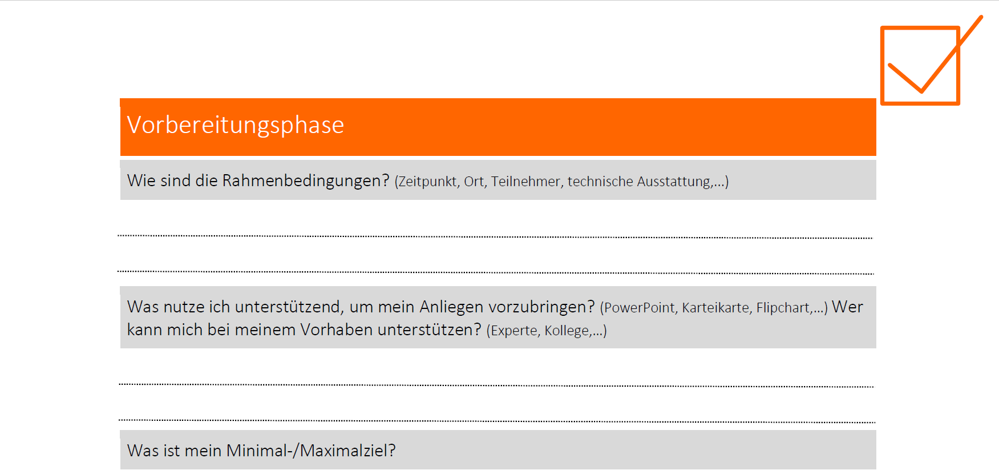 Vorbereitungsphase
Wie sind die Rahmenbedingungen? (Zeitpunkt, Ort, Teilnehmer, technische Ausstattung,...)
Was nutze ich unterstützend, um mein Anliegen vorzubringen? (PowerPoint, Karteikarte, Flipchart,...) Wer
kann mich bei meinem Vorhaben unterstützen? (Experte, Kollege,...)
Was ist mein Minimal-/Maximalziel?